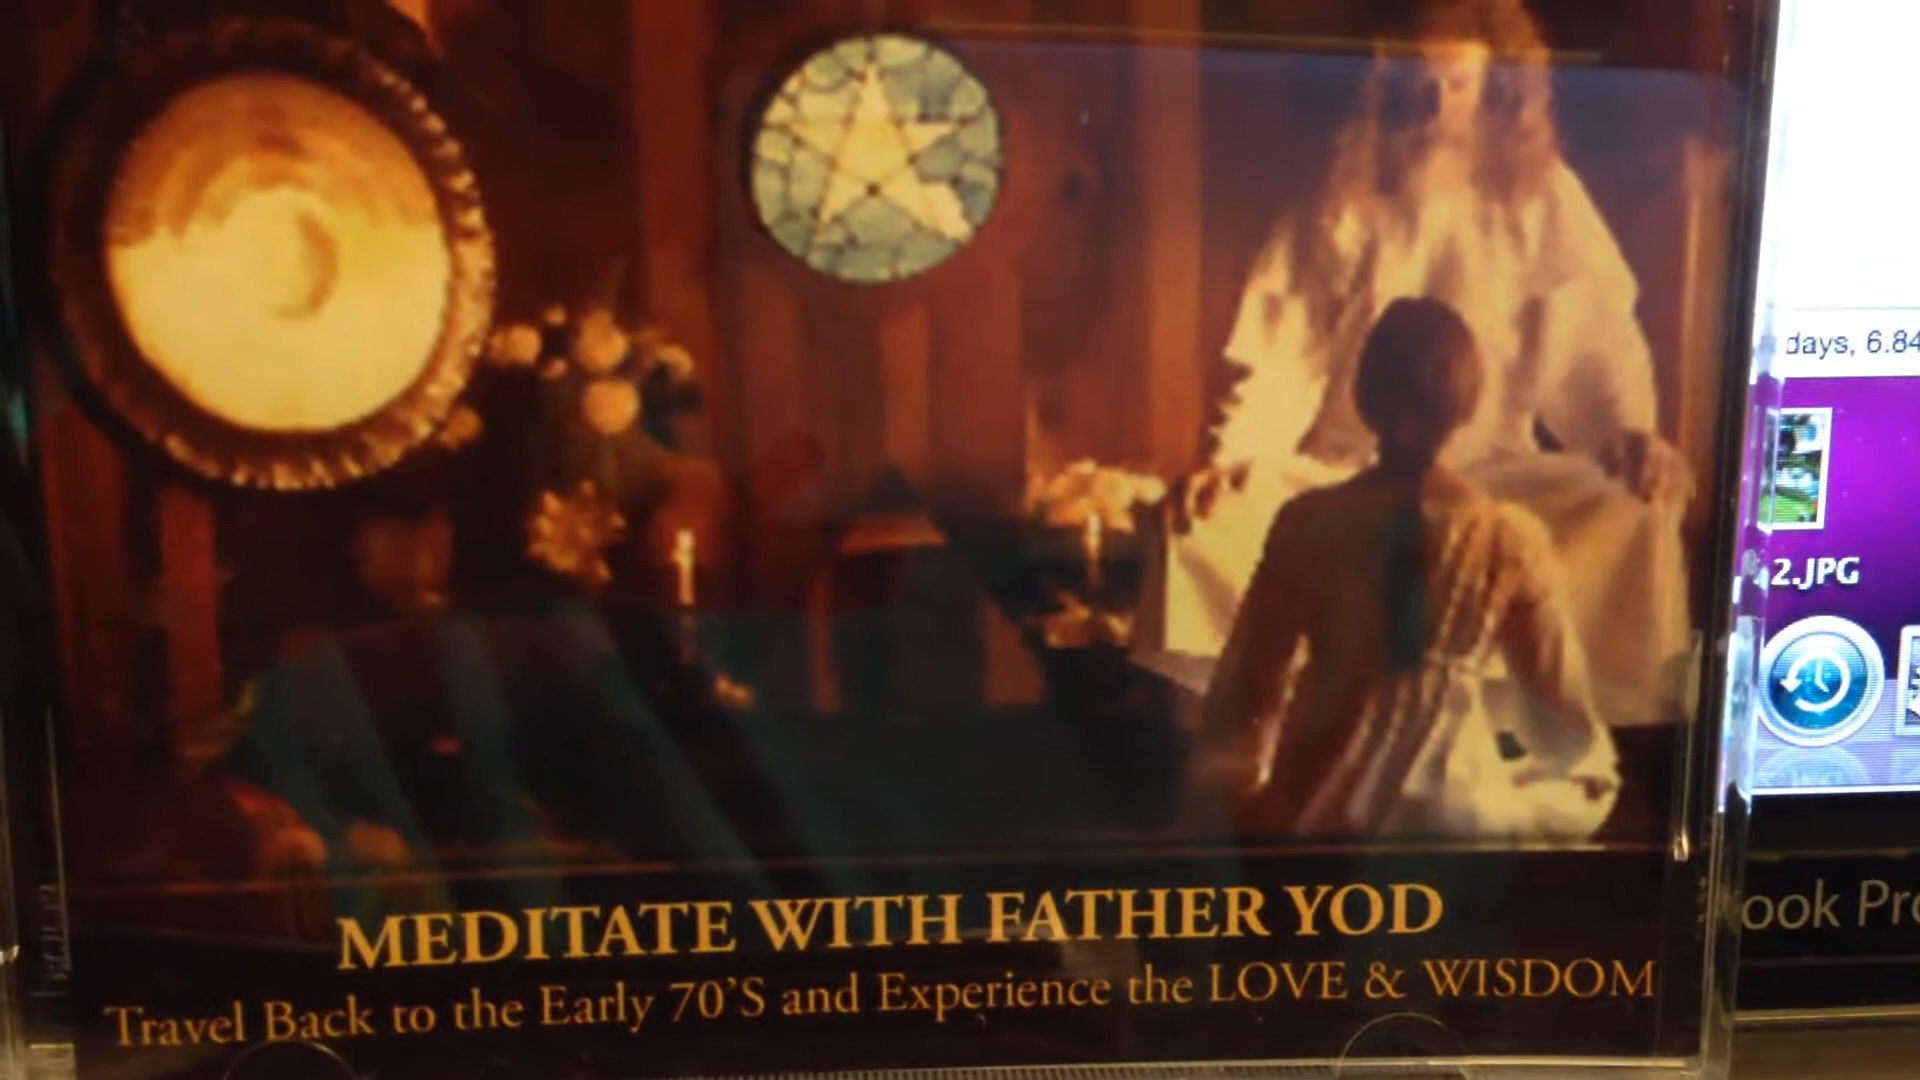 days, 6.84
2.JPG
ook Pro
MEDITATE WITH FATHER YOD
Travel Back to the Early 70'S and Experience the LOVE & WISDOM